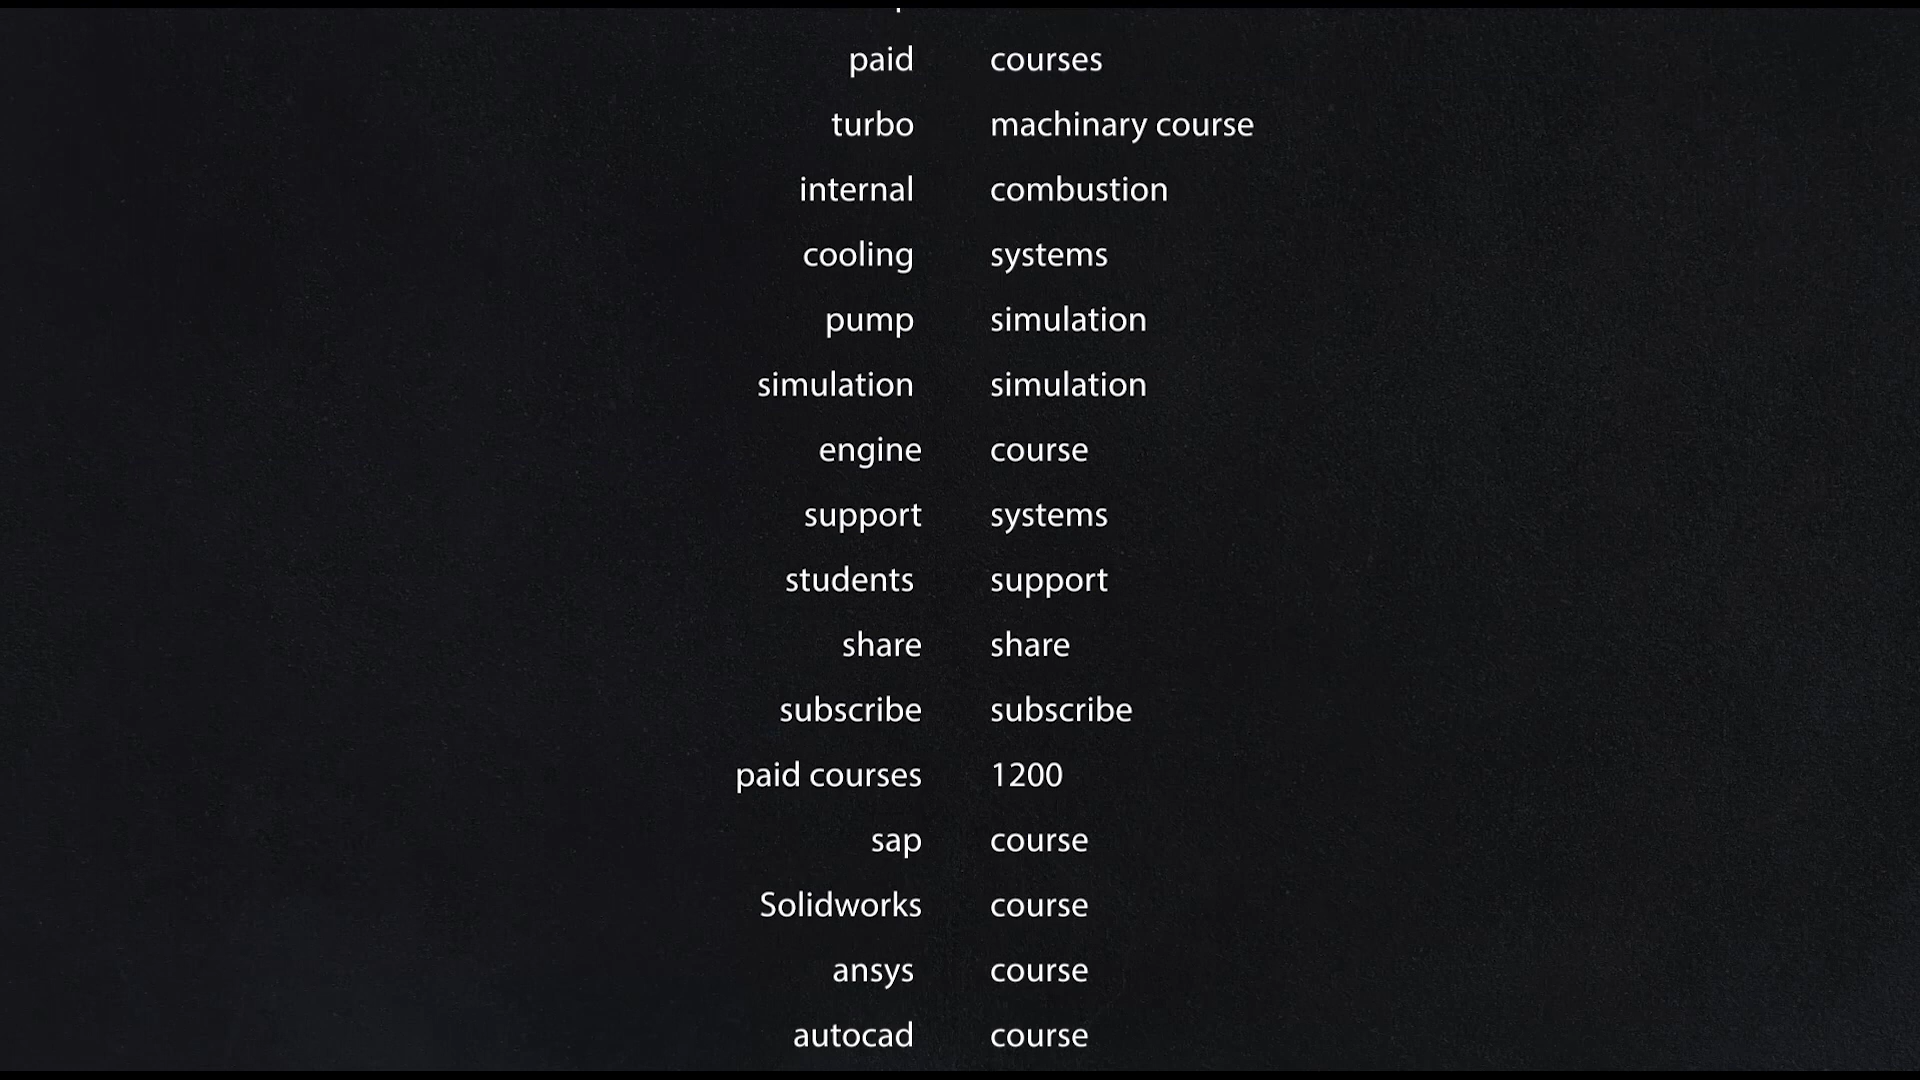 paid courses
turbo machinary course
internal combustion
cooling systems
pump simulation
simulation simulation
engine course
support systems
students support
share share
subscribe subscribe
paid courses 1200
sap course
Solidworks course
ansys course
autocad course